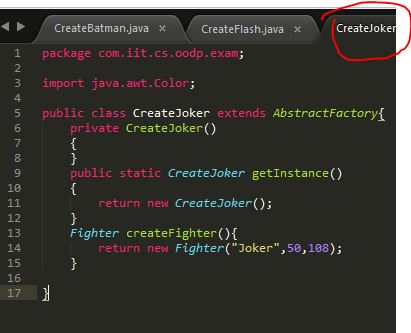 CreateBatman.java × CreateFlash.java × CreateJoker
1 package com.iit.cs.oodp.exam;
2
3 import java.awt.Color;
4
5 public class CreateJoker extends AbstractFactory{
6 private CreateJoker()
7 {
8 }
9 public static CreateJoker getInstance()
10 {
11 return new CreateJoker();
12 }
13 Fighter createFighter(){
14 return new Fighter("Joker",50,108);
15 }
16
17 }